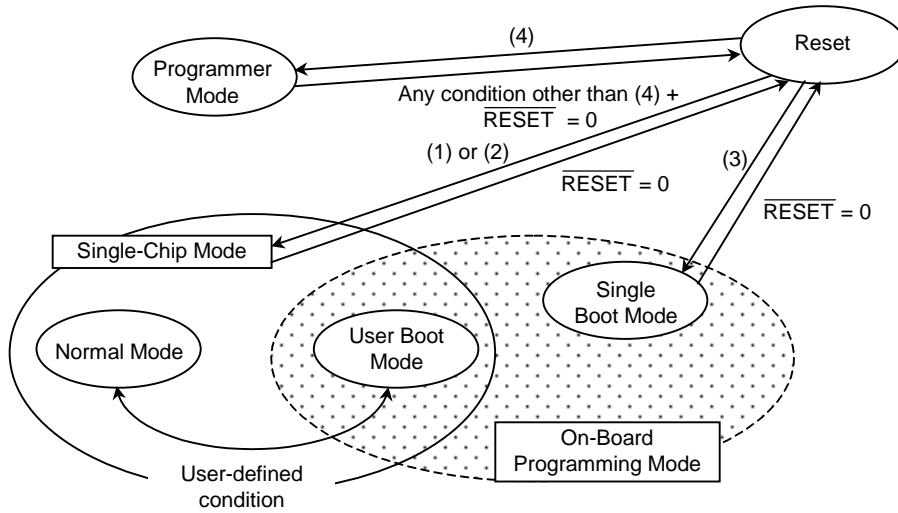 (4)
Reset
Programmer
Mode
Any condition other than (4) +
RESET = 0
(1) or (2)
(3)
RESET = 0
RESET = 0
Single-Chip Mode
Single
Boot Mode
Normal Mode
User Boot
Mode
On-Board
Programming Mode
User-defined
condition